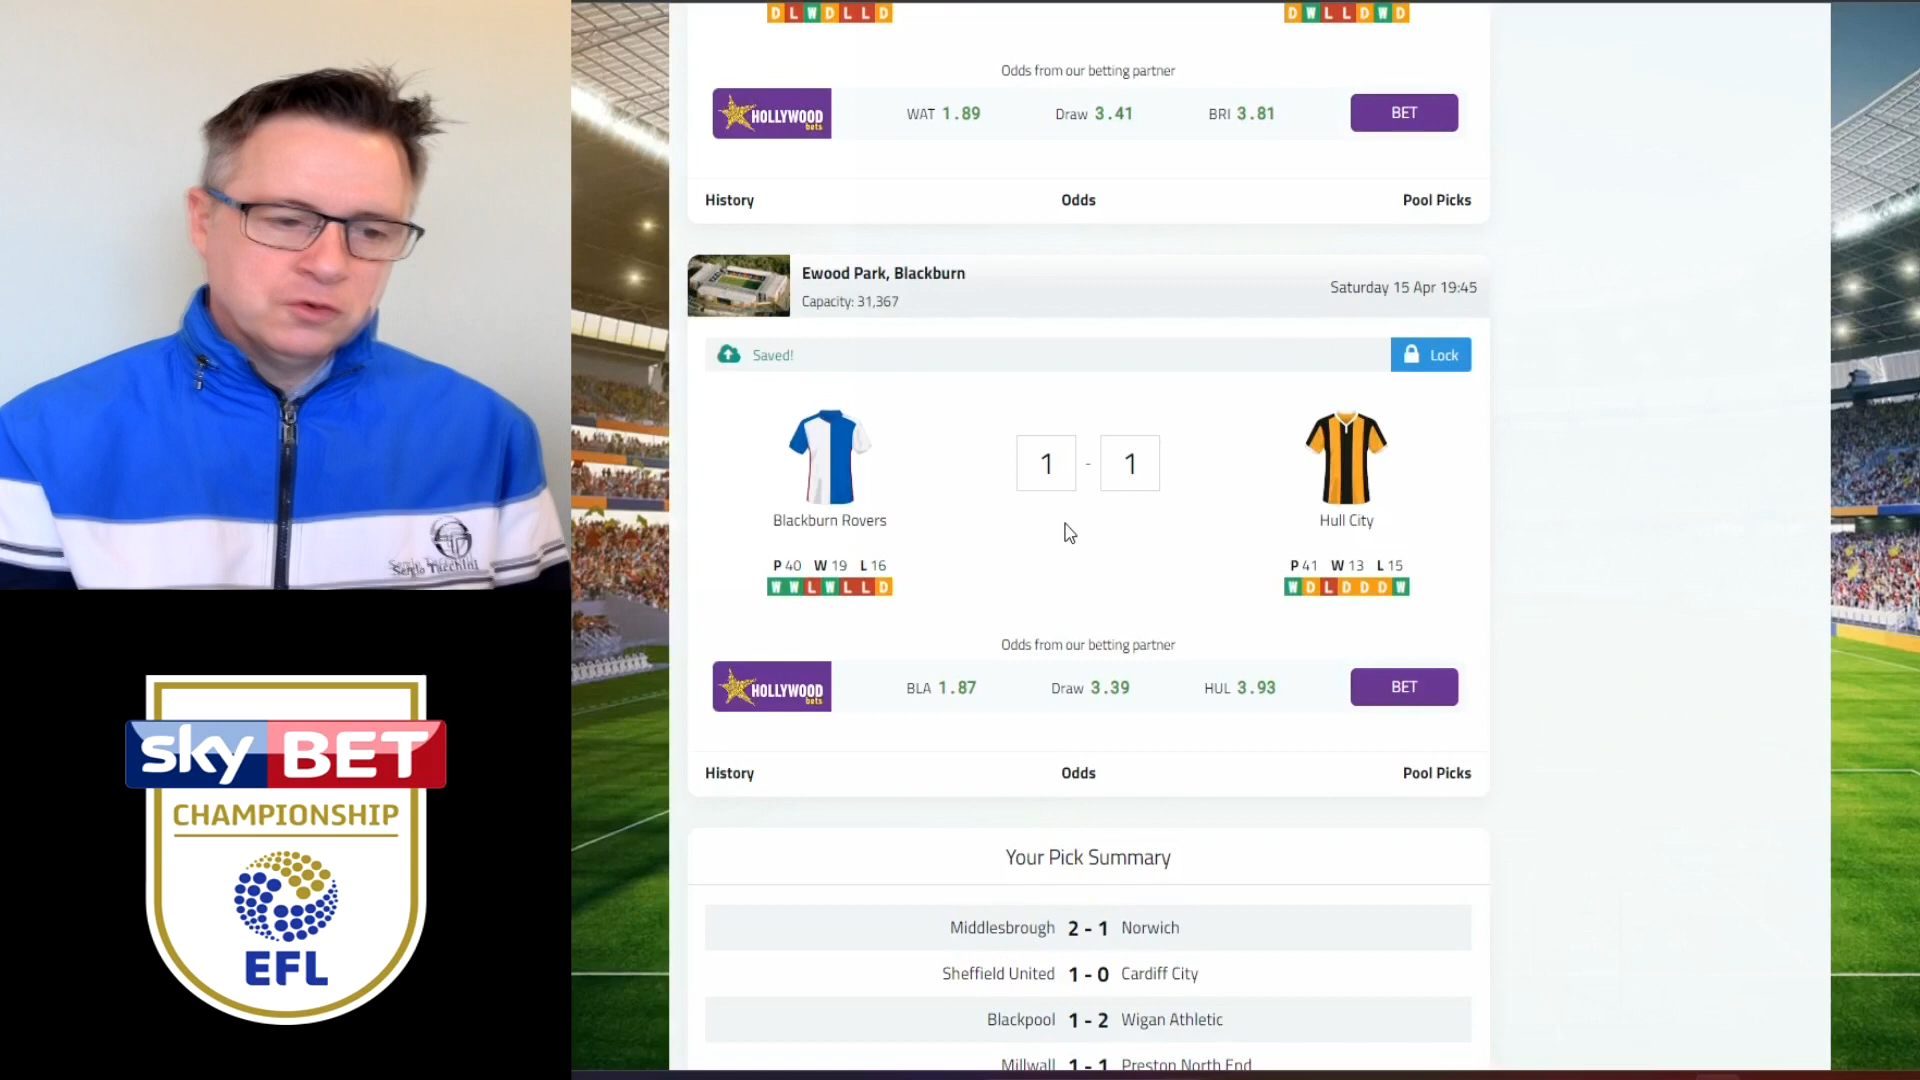 D L W D L L D
D W L L D W D
Odds from our betting partner
HOLLYWOOD
bets
WAT 1.89
Draw 3.41
BRI 3.81
BET
History
Odds
Pool Picks
Ewood Park, Blackburn
Capacity: 31,367
Saturday 15 Apr 19:45
Saved!
Lock
1 - 1
Blackburn Rovers
Hull City
P 40 W 19 L 16
W W L W L L D
P 41 W 13 L 15
W D L D D D W
Odds from our betting partner
HOLLYWOOD
bets
BLA 1.87
Draw 3.39
HUL 3.93
BET
History
Odds
Pool Picks
Your Pick Summary
Middlesbrough 2 - 1 Norwich
Sheffield United 1 - 0 Cardiff City
Blackpool 1 - 2 Wigan Athletic
Millwall 1 - 1 Preston North End
Sergio Tacchini
sky BET
CHAMPIONSHIP
EFL